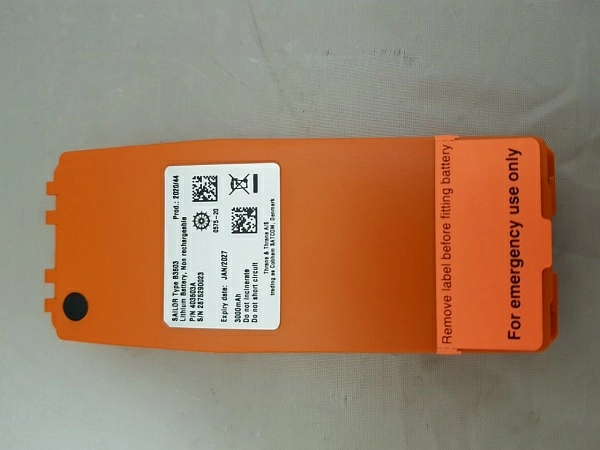 SAILOR Type B3503
Prod.: 2020/44
Lithium Battery, Non rechargeable
P/N 403503A
S/N 2875290023
0575-20
Expiry date: JAN/2027
3000mAh
Do not incinerate
Do not short circuit
Thrane & Thrane A/S
trading as Cobham SATCOM, Denmark
Remove label before fitting battery
For emergency use only